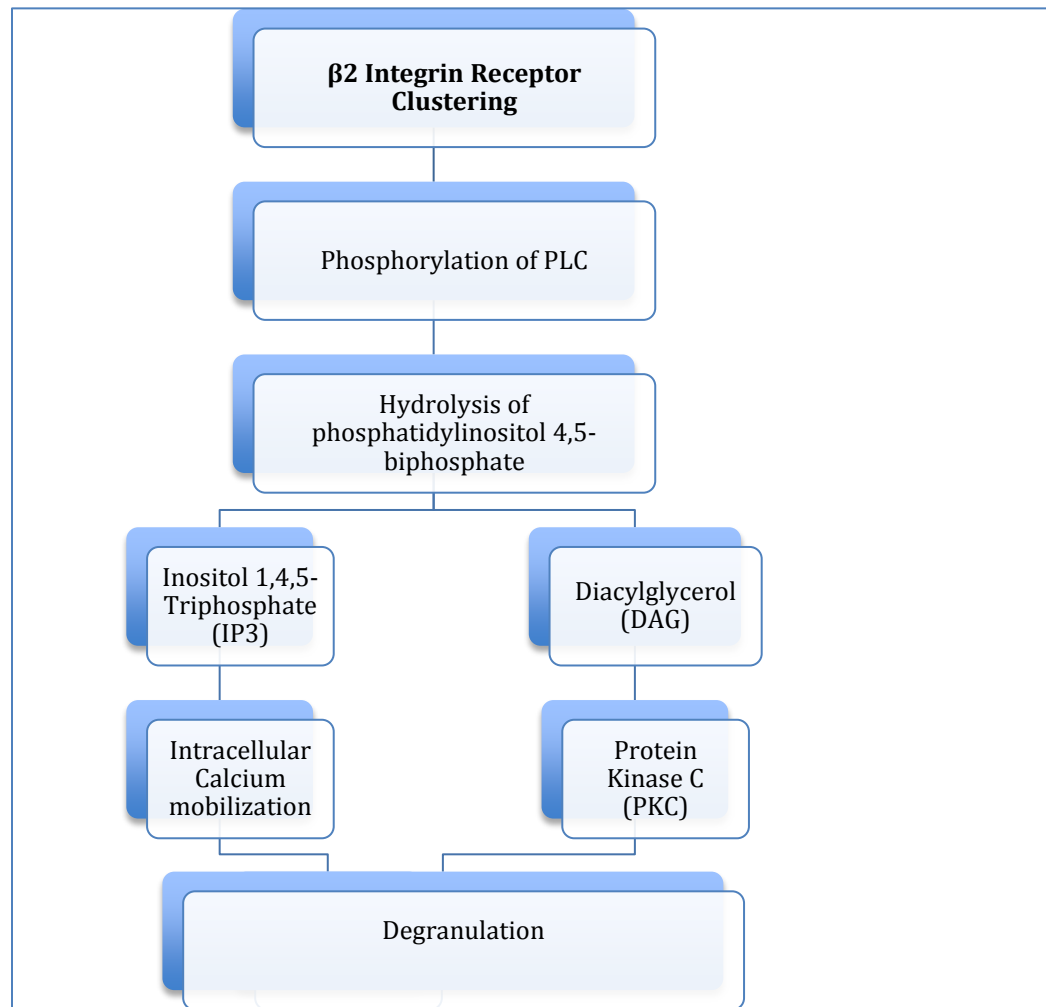 β2 Integrin Receptor
Clustering
Phosphorylation of PLC
Hydrolysis of
phosphatidylinositol 4,5-
biphosphate
Inositol 1,4,5-
Triphosphate
(IP3)
Diacylglycerol
(DAG)
Intracellular
Calcium
mobilization
Protein
Kinase C
(PKC)
Degranulation